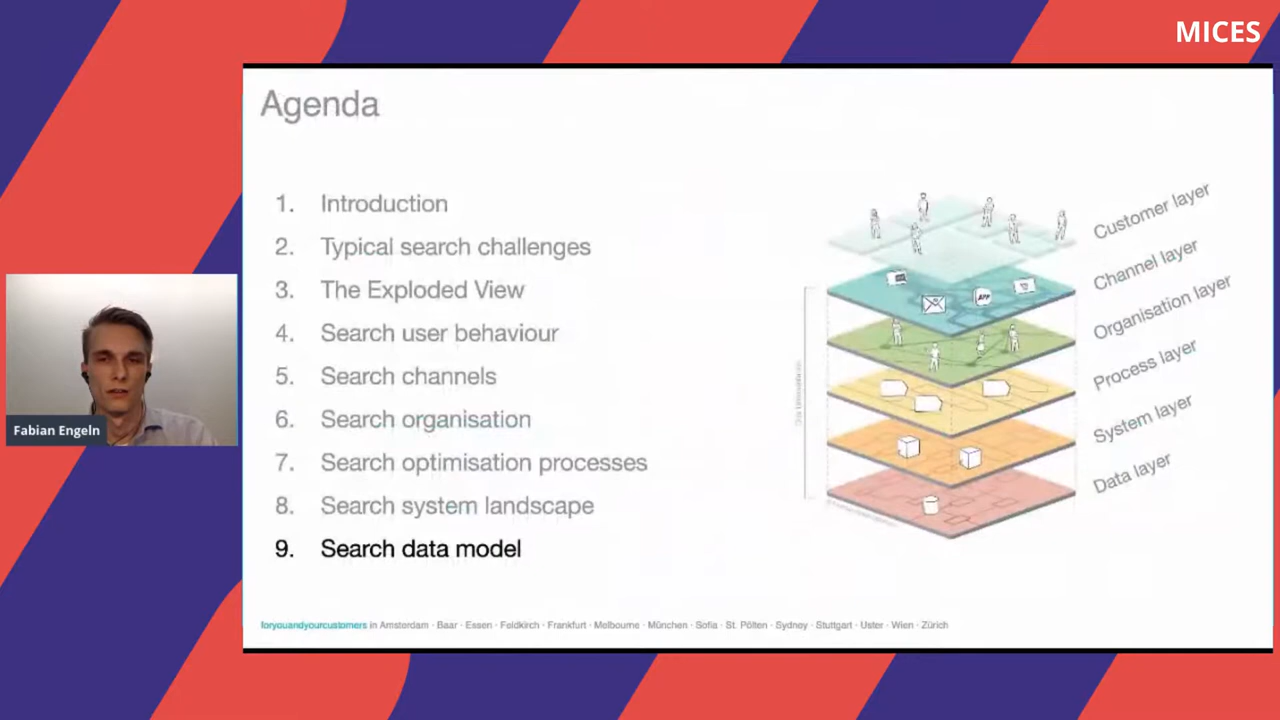 MICES
Agenda
1. Introduction
2. Typical search challenges
3. The Exploded View
4. Search user behaviour
5. Search channels
6. Search organisation
7. Search optimisation processes
8. Search system landscape
9. Search data model
Customer layer
Channel layer
Organisation layer
Process layer
System layer
Data layer
APP
Fabian Engeln
foryouandyourcustomers in Amsterdam · Baar · Essen · Feldkirch · Frankfurt · Melbourne · München · Sofia · St. Pölten · Sydney · Stuttgart · Uster · Wien · Zürich